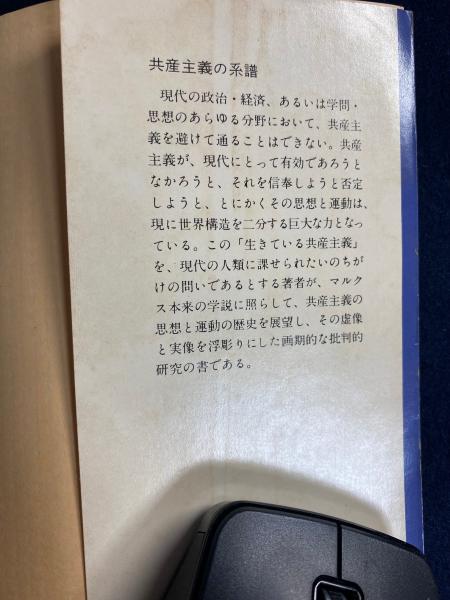 共産主義の系譜
現代の政治・経済、あるいは学問・
思想のあらゆる分野において、共産主
義を避けて通ることはできない。共産
主義が、現代にとって有効であろうと
なかろうと、それを信奉しようと否定
しようと、とにかくその思想と運動は、
現に世界構造を二分する巨大な力となっ
ている。この「生きている共産主義」
を、現代の人類に課せられたいのちが
けの問いであるとする著者が、マルク
ス本来の学説に照らして、共産主義の
思想と運動の歴史を展望し、その虚像
と実像を浮彫りにした画期的な批判的
研究の書である。